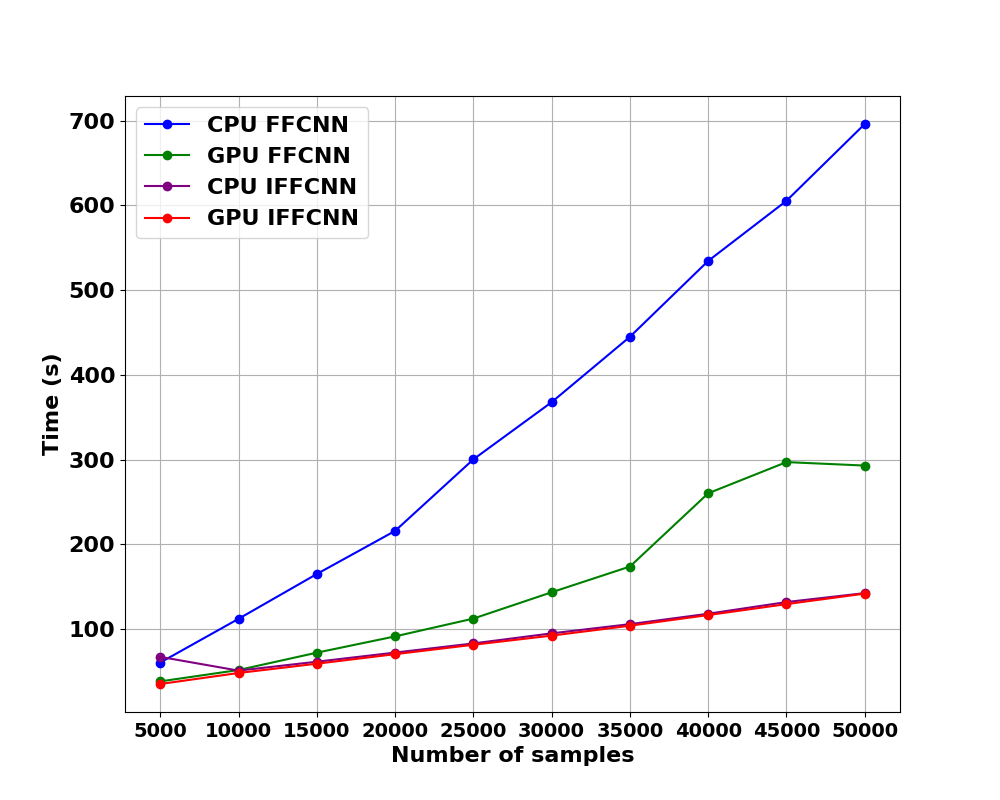 CPU FFCNN
GPU FFCNN
CPU IFFCNN
GPU IFFCNN
700
600
500
400
300
200
100
Time (s)
5000 10000 15000 20000 25000 30000 35000 40000 45000 50000
Number of samples